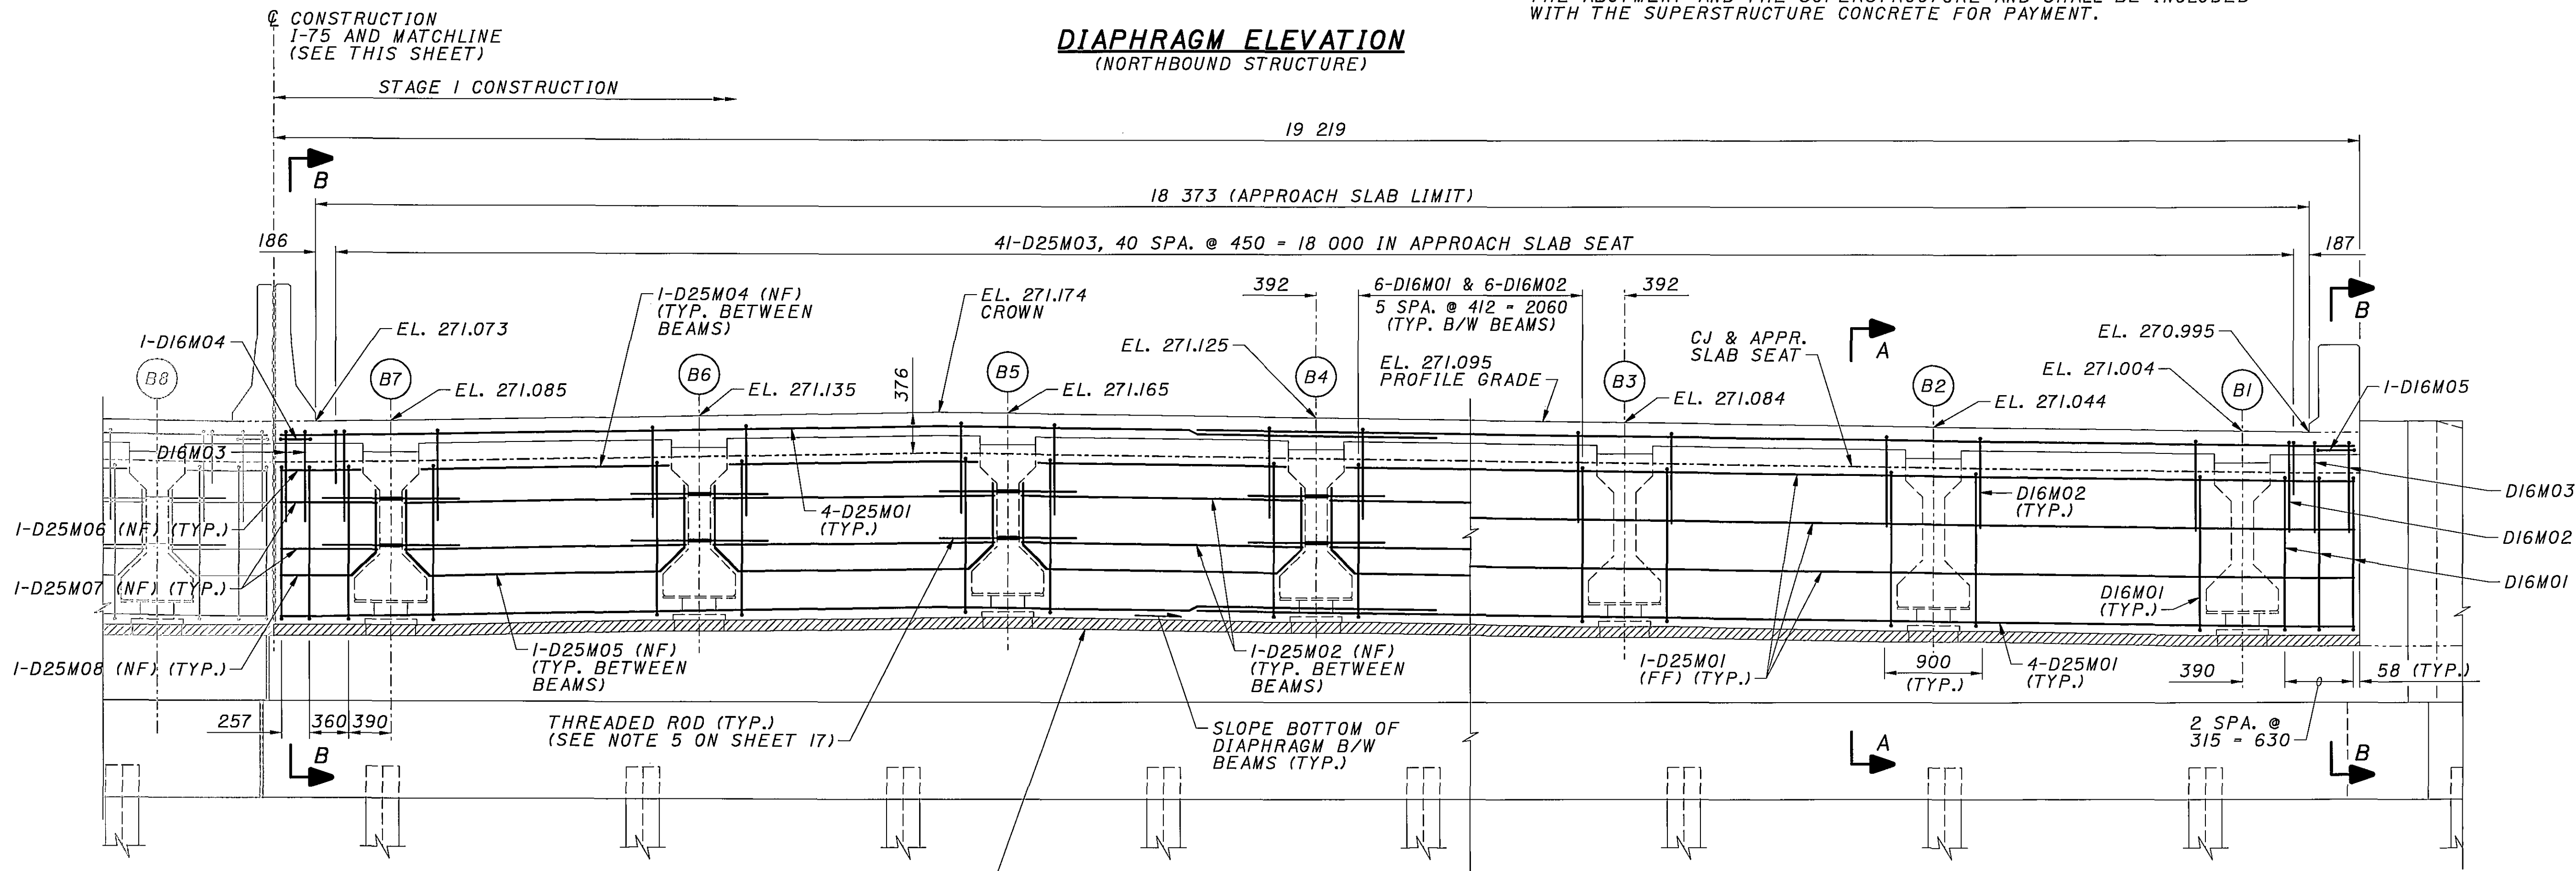 ℄ CONSTRUCTION
I-75 AND MATCHLINE
(SEE THIS SHEET)
WITH THE SUPERSTRUCTURE CONCRETE FOR PAYMENT.
DIAPHRAGM ELEVATION
(NORTHBOUND STRUCTURE)
STAGE 1 CONSTRUCTION
19 219
B
18 373 (APPROACH SLAB LIMIT)
186
41-D25M03, 40 SPA. @ 450 = 18 000 IN APPROACH SLAB SEAT
187
1-D25M04 (NF)
(TYP. BETWEEN
BEAMS)
EL. 271.174
CROWN
392
6-D16M01 & 6-D16M02
5 SPA. @ 412 = 2060
(TYP. B/W BEAMS)
392
B
1-D16M04
EL. 271.073
376
EL. 271.125
EL. 271.095
PROFILE GRADE
CJ & APPR.
SLAB SEAT
A
EL. 270.995
EL. 271.004
B8
B7
EL. 271.085
B6
EL. 271.135
B5
EL. 271.165
B4
B3
EL. 271.084
B2
EL. 271.044
B1
1-D16M05
D16M03
4-D25M01
(TYP.)
D16M02
(TYP.)
D16M03
1-D25M06 (NF) (TYP.)
D16M02
1-D25M07 (NF) (TYP.)
D16M01
(TYP.)
D16M01
1-D25M08 (NF) (TYP.)
1-D25M05 (NF)
(TYP. BETWEEN
BEAMS)
1-D25M02 (NF)
(TYP. BETWEEN
BEAMS)
1-D25M01
(FF) (TYP.)
900
(TYP.)
4-D25M01
(TYP.)
390
58 (TYP.)
257
360
390
THREADED ROD (TYP.)
(SEE NOTE 5 ON SHEET 17)
SLOPE BOTTOM OF
DIAPHRAGM B/W
BEAMS (TYP.)
2 SPA. @
315 = 630
B
A
B